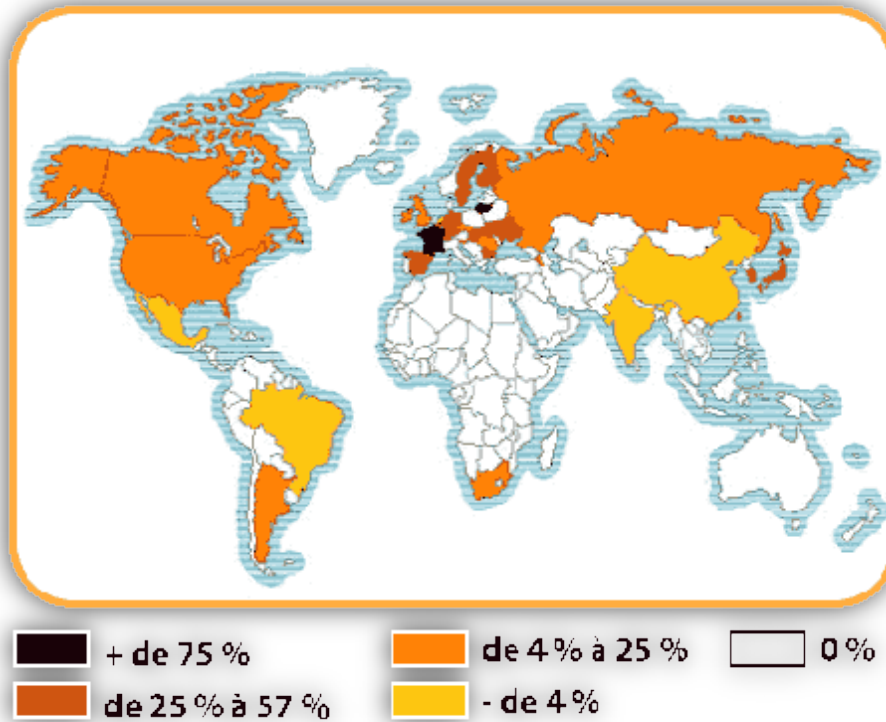 + de 75 %
de 4 % à 25 %
0 %
de 25 % à 57 %
- de 4 %